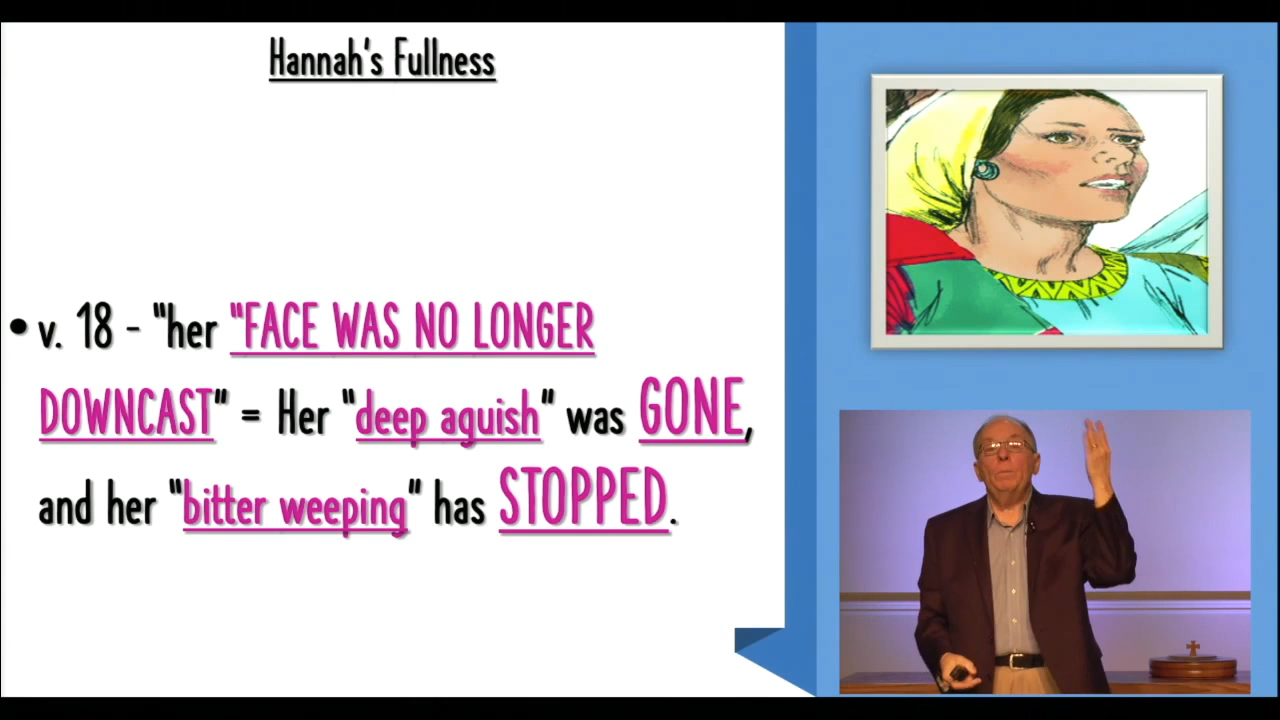 Hannah's Fullness
• v. 18 - "her "FACE WAS NO LONGER
DOWNCAST" = Her "deep aguish" was GONE,
and her "bitter weeping" has STOPPED.